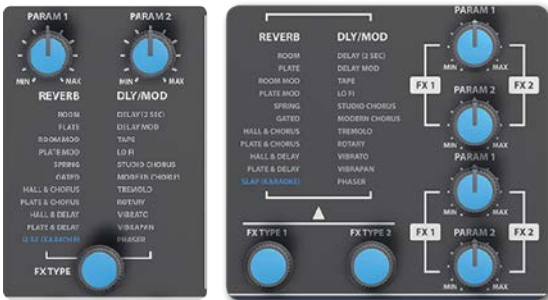 PARAM 1 PARAM 2
MIN MAX MIN MAX
REVERB DLY/MOD
ROOM DELAY (2 SEC)
PLATE DELAY MOD
ROOM MOD TAPE
PLATE MOD LO FI
SPRING STUDIO CHORUS
GATED MODERN CHORUS
HALL & CHORUS TREMOLO
PLATE & CHORUS ROTARY
HALL & DELAY VIBRATO
PLATE & DELAY VIBRAPAN
SLAP (KARAOKE) PHASER
FX TYPE
REVERB DLY/MOD
ROOM DELAY (2 SEC)
PLATE DELAY MOD
ROOM MOD TAPE
PLATE MOD LO FI
SPRING STUDIO CHORUS
GATED MODERN CHORUS
HALL & CHORUS TREMOLO
PLATE & CHORUS ROTARY
HALL & DELAY VIBRATO
PLATE & DELAY VIBRAPAN
SLAP (KARAOKE) PHASER
FX TYPE 1 FX TYPE 2
PARAM 1
MIN MAX
FX 1 FX 2
PARAM 2
MIN MAX
PARAM 1
MIN MAX
FX 1 FX 2
PARAM 2
MIN MAX